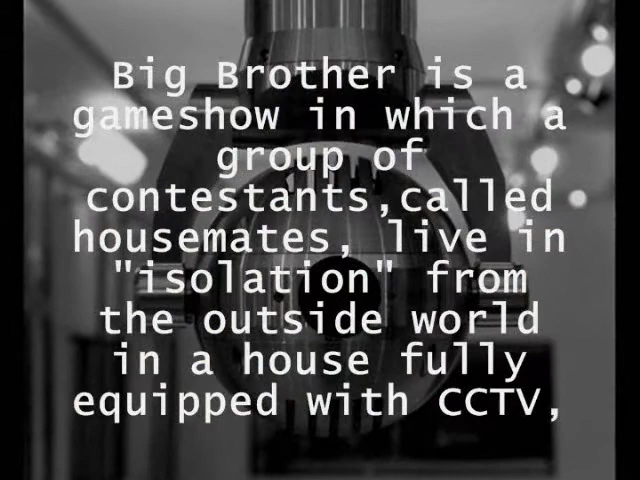 Big Brother is a
gameshow in which a
group of
contestants,called
housemates, live in
"isolation" from
the outside world
in a house fully
equipped with CCTV,